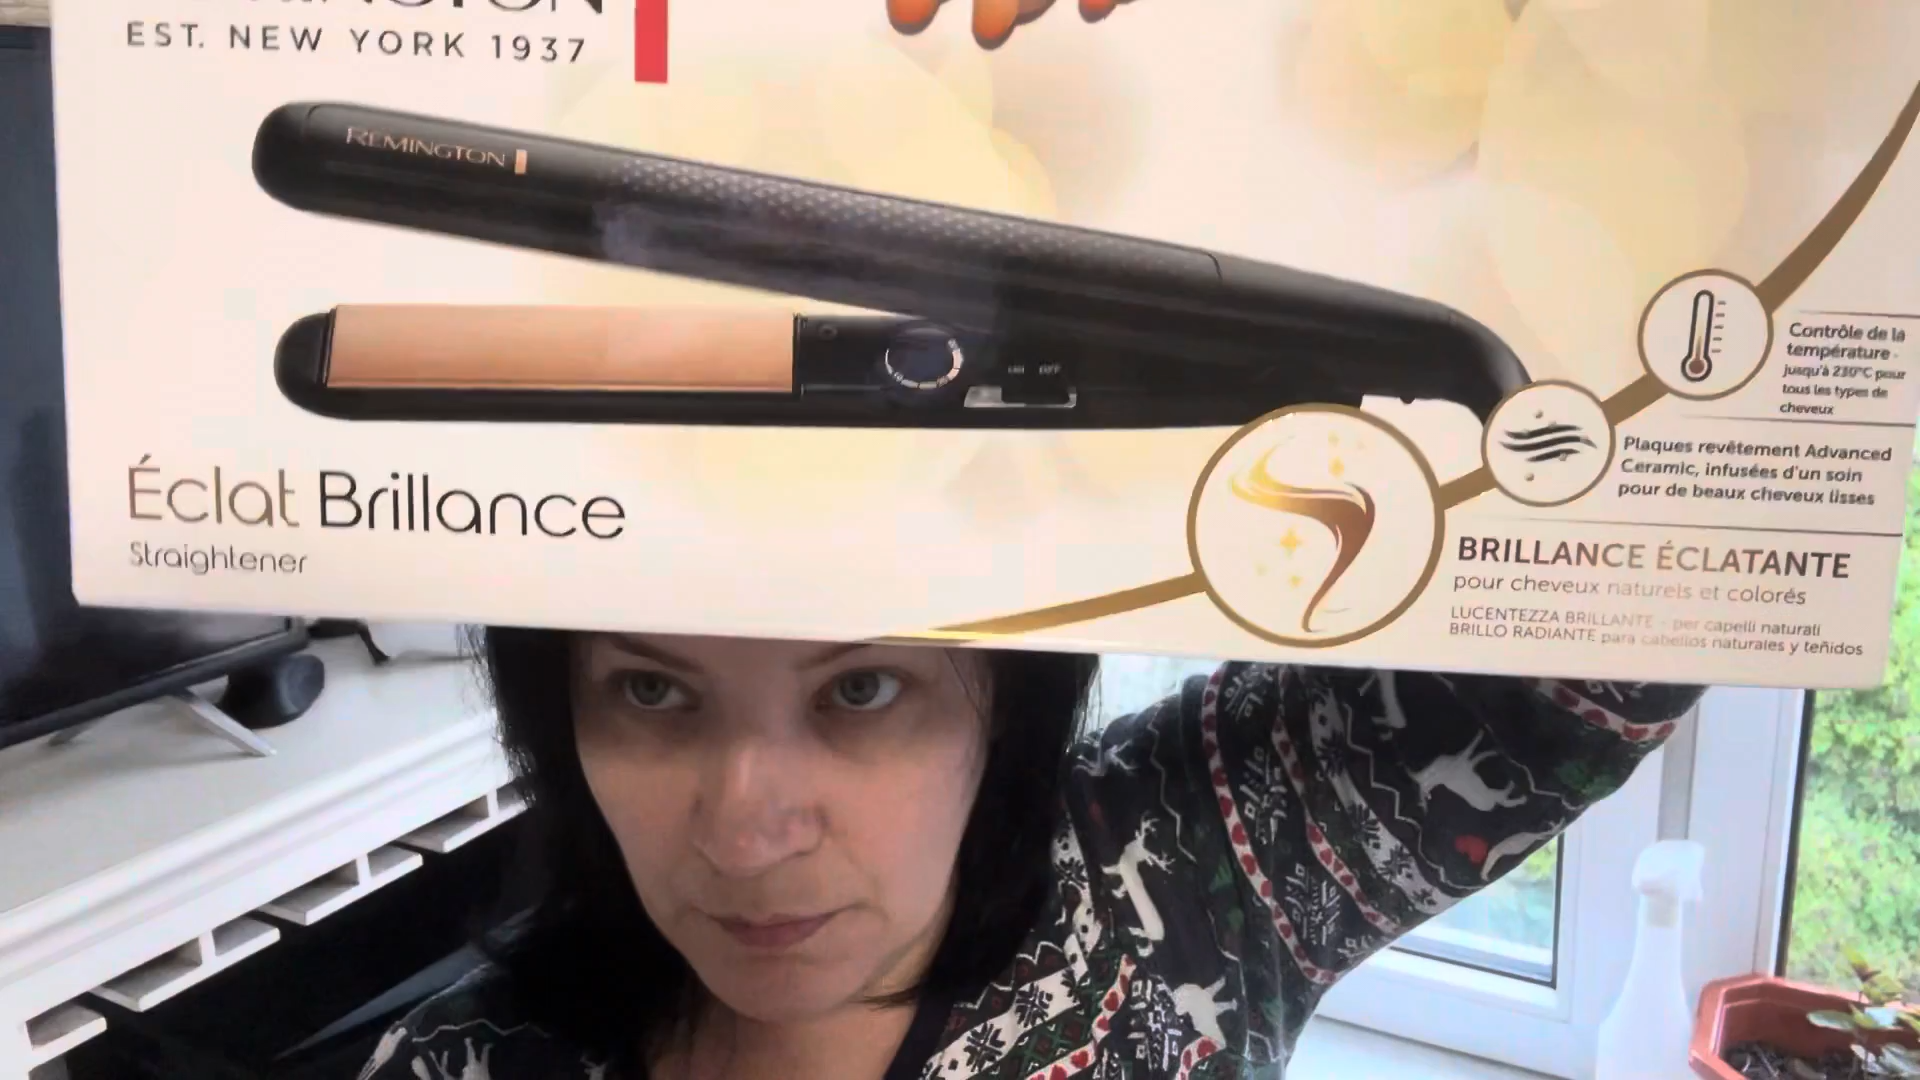 EST. NEW YORK 1937
REMINGTON
ON OFF
Contrôle de la
température -
jusqu'à 230°C pour
tous les types de
cheveux
Plaques revêtement Advanced
Ceramic, infusées d'un soin
pour de beaux cheveux lisses
Éclat Brillance
Straightener
BRILLANCE ÉCLATANTE
pour cheveux naturels et colorés
LUCENTEZZA BRILLANTE - per capelli naturali
BRILLO RADIANTE para cabellos naturales y teñidos